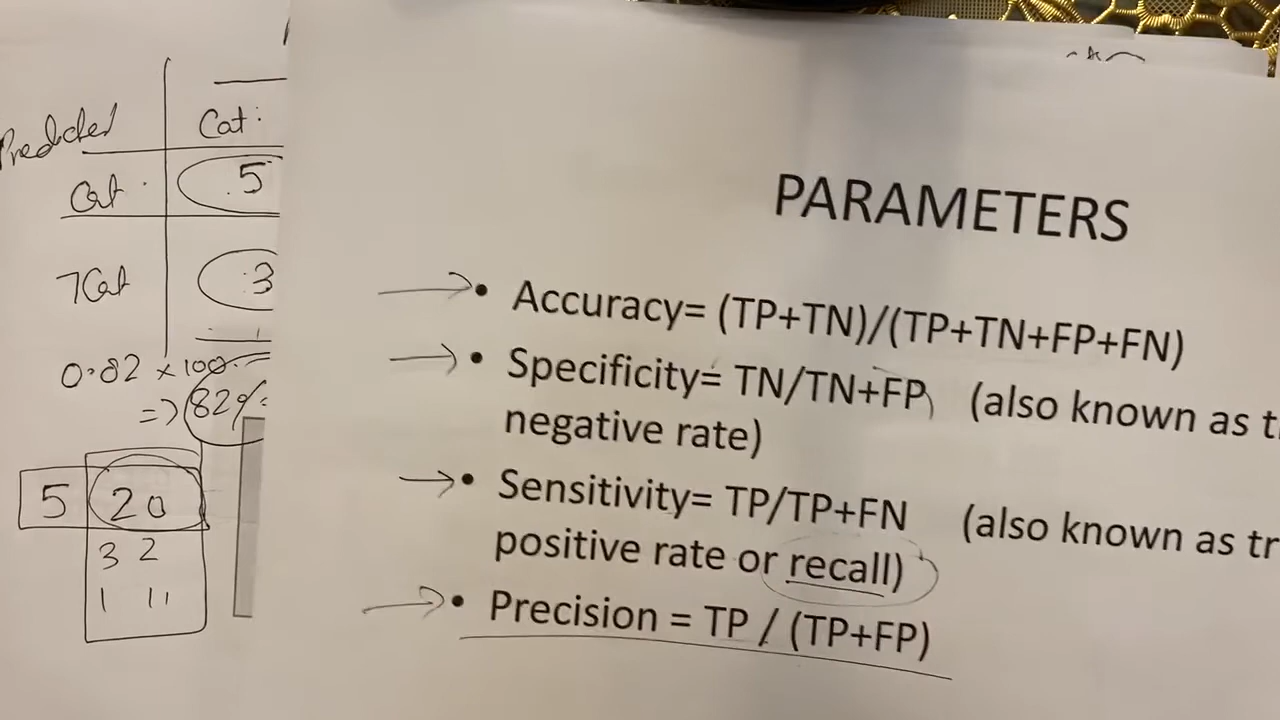 Predicted
Cat:
Cat
5
¬Cat
3
0.82 × 100
=> 82%
5 20
3 2
1 11
PARAMETERS
• Accuracy= (TP+TN)/(TP+TN+FP+FN)
• Specificity= TN/TN+FP (also known as t
negative rate)
• Sensitivity= TP/TP+FN (also known as tr
positive rate or recall)
• Precision = TP / (TP+FP)